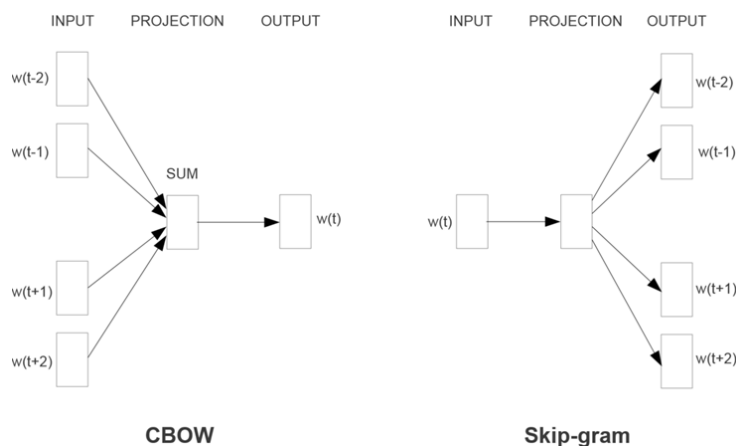 INPUT PROJECTION OUTPUT
w(t-2)
w(t-1)
SUM
w(t)
w(t+1)
w(t+2)
CBOW
INPUT PROJECTION OUTPUT
w(t-2)
w(t-1)
w(t)
w(t+1)
w(t+2)
Skip-gram